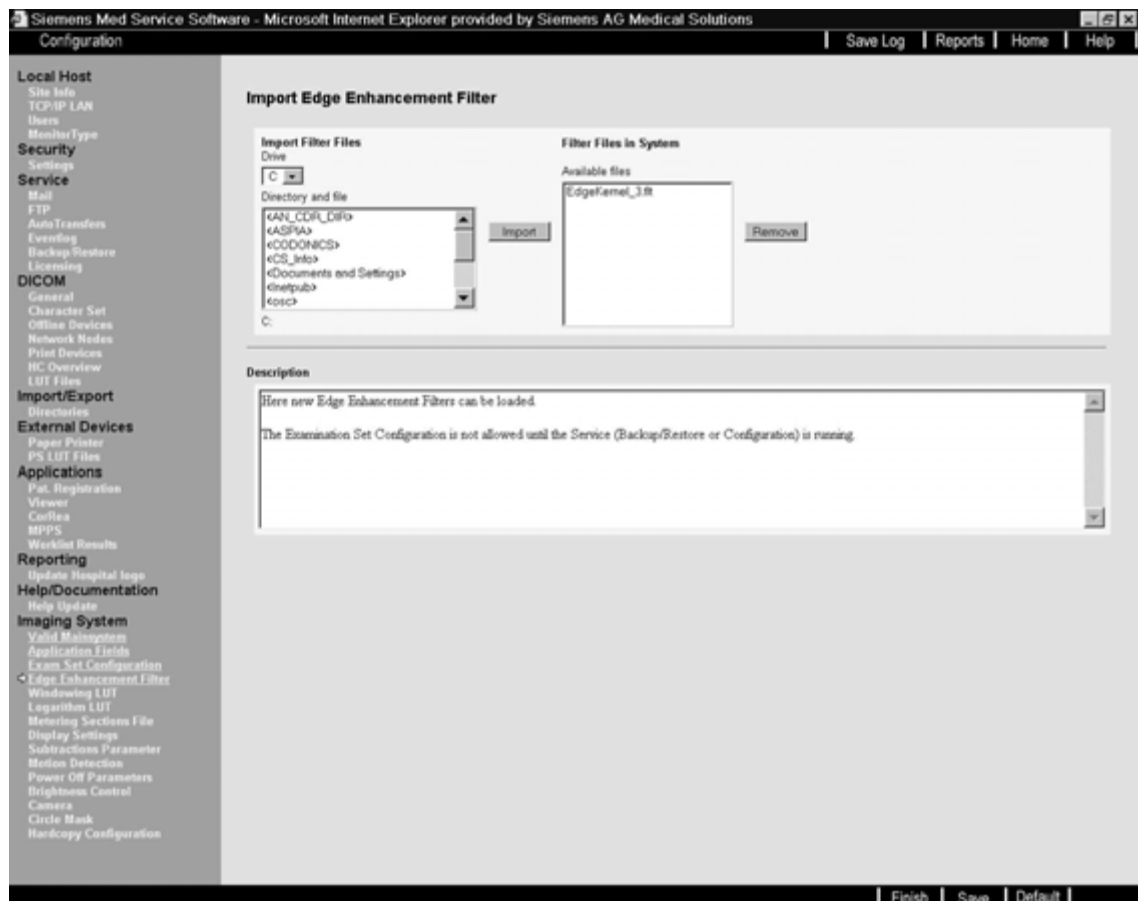 Siemens Med Service Software - Microsoft Internet Explorer provided by Siemens AG Medical Solutions
Configuration
Save Log
Reports
Home
Help
Local Host
Site Info
TCP/IP LAN
Users
MonitorType
Security
Settings
Service
Mail
FTP
AutoTransfers
Eventlog
Backup/Restore
Licensing
DICOM
General
Character Set
Offline Devices
Network Nodes
Print Devices
HC Overview
LUT Files
Import/Export
Directories
External Devices
Paper Printer
PS LUT Files
Applications
Pat. Registration
Viewer
CorRea
MPPS
Worklist Results
Reporting
Update Hospital logo
Help/Documentation
Help Update
Imaging System
Valid Mainsystem
Application Fields
Exam Set Configuration
Edge Enhancement Filter
Windowing LUT
Logarithm LUT
Metering Sections File
Display Settings
Subtractions Parameter
Motion Detection
Power Off Parameters
Brightness Control
Camera
Circle Mask
Hardcopy Configuration
Import Edge Enhancement Filter
Import Filter Files
Drive
C
Directory and file
<AN_CDR_DIR>
<ASPIA>
<CODONICS>
<CS_Info>
<Documents and Settings>
<Inetpub>
<osc>
C:
Import
Filter Files in System
Available files
EdgeKernel_3.flt
Remove
Description
Here new Edge Enhancement Filters can be loaded.
The Examination Set Configuration is not allowed until the Service (Backup/Restore or Configuration) is running.
Finish
Save
Default